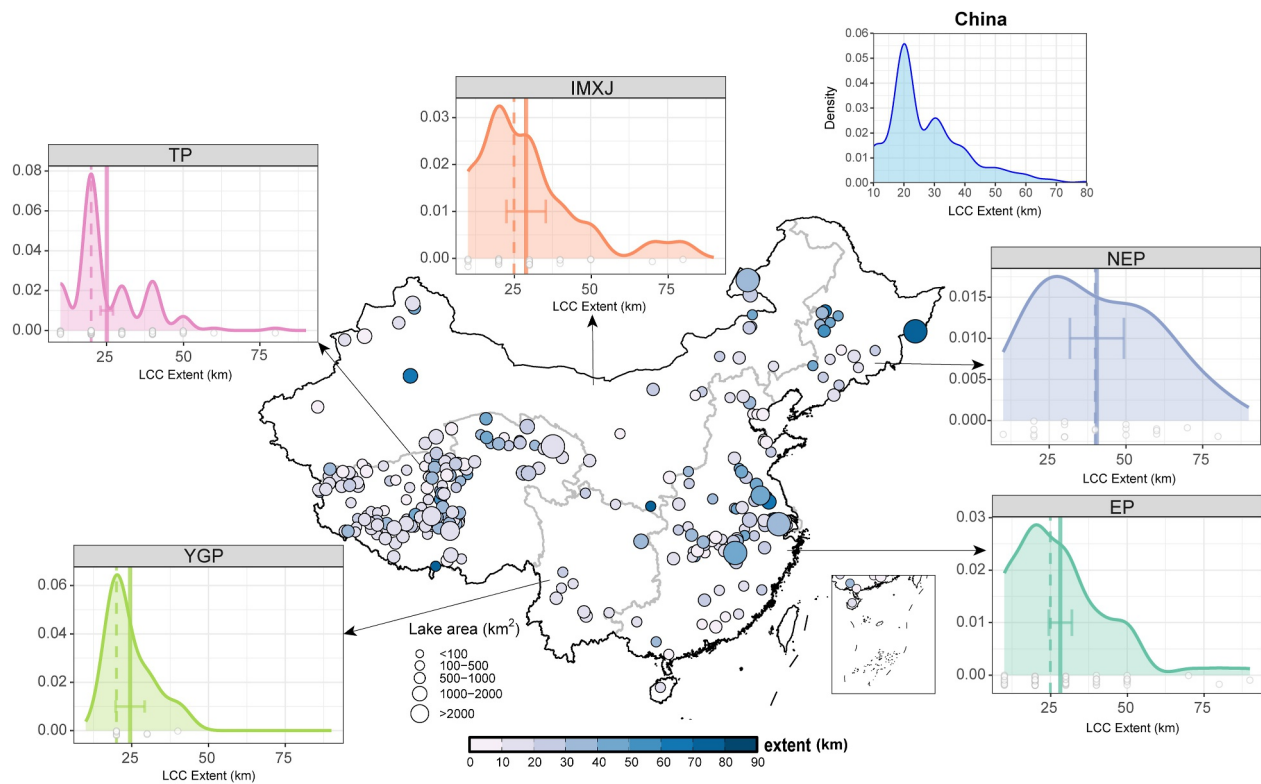 China
0.06
0.05
0.04
0.03
0.02
0.01
0.00
Density
10 20 30 40 50 60 70 80
LCC Extent (km)
IMXJ
0.03
0.02
0.01
0.00
25 50 75
LCC Extent (km)
TP
0.08
0.06
0.04
0.02
0.00
25 50 75
LCC Extent (km)
NEP
0.015
0.010
0.005
0.000
25 50 75
LCC Extent (km)
EP
0.03
0.02
0.01
0.00
25 50 75
LCC Extent (km)
YGP
0.06
0.04
0.02
0.00
25 50 75
LCC Extent (km)
Lake area (km²)
<100
100−500
500−1000
1000−2000
>2000
extent (km)
0 10 20 30 40 50 60 70 80 90